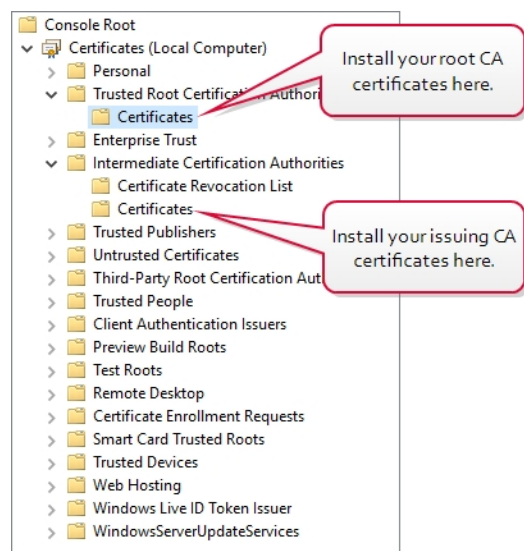 Console Root
Certificates (Local Computer)
Personal
Trusted Root Certification Authori
Install your root CA
certificates here.
Certificates
Enterprise Trust
Intermediate Certification Authorities
Certificate Revocation List
Certificates
Trusted Publishers
Install your issuing CA
certificates here.
Untrusted Certificates
Third-Party Root Certification Aut
Trusted People
Client Authentication Issuers
Preview Build Roots
Test Roots
Remote Desktop
Certificate Enrollment Requests
Smart Card Trusted Roots
Trusted Devices
Web Hosting
Windows Live ID Token Issuer
WindowsServerUpdateServices